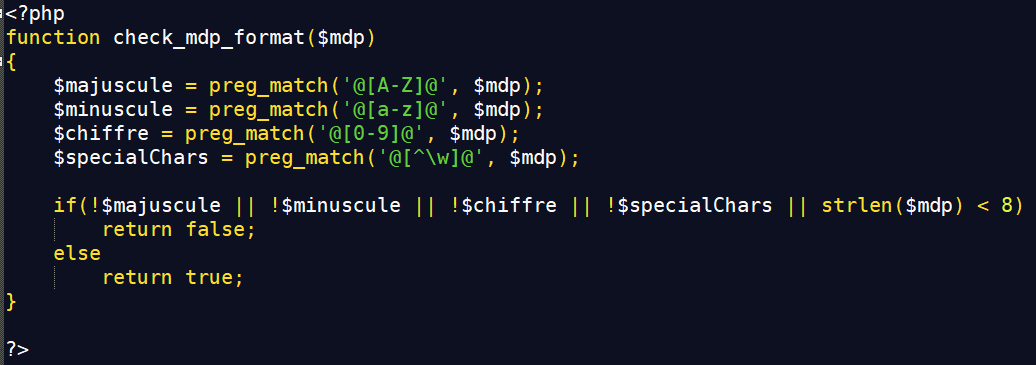 <?php
function check_mdp_format($mdp)
{
    $majuscule = preg_match('@[A-Z]@', $mdp);
    $minuscule = preg_match('@[a-z]@', $mdp);
    $chiffre = preg_match('@[0-9]@', $mdp);
    $specialChars = preg_match('@[^\w]@', $mdp);

    if(!$majuscule || !$minuscule || !$chiffre || !$specialChars || strlen($mdp) < 8)
        return false;
    else
        return true;
}

?>